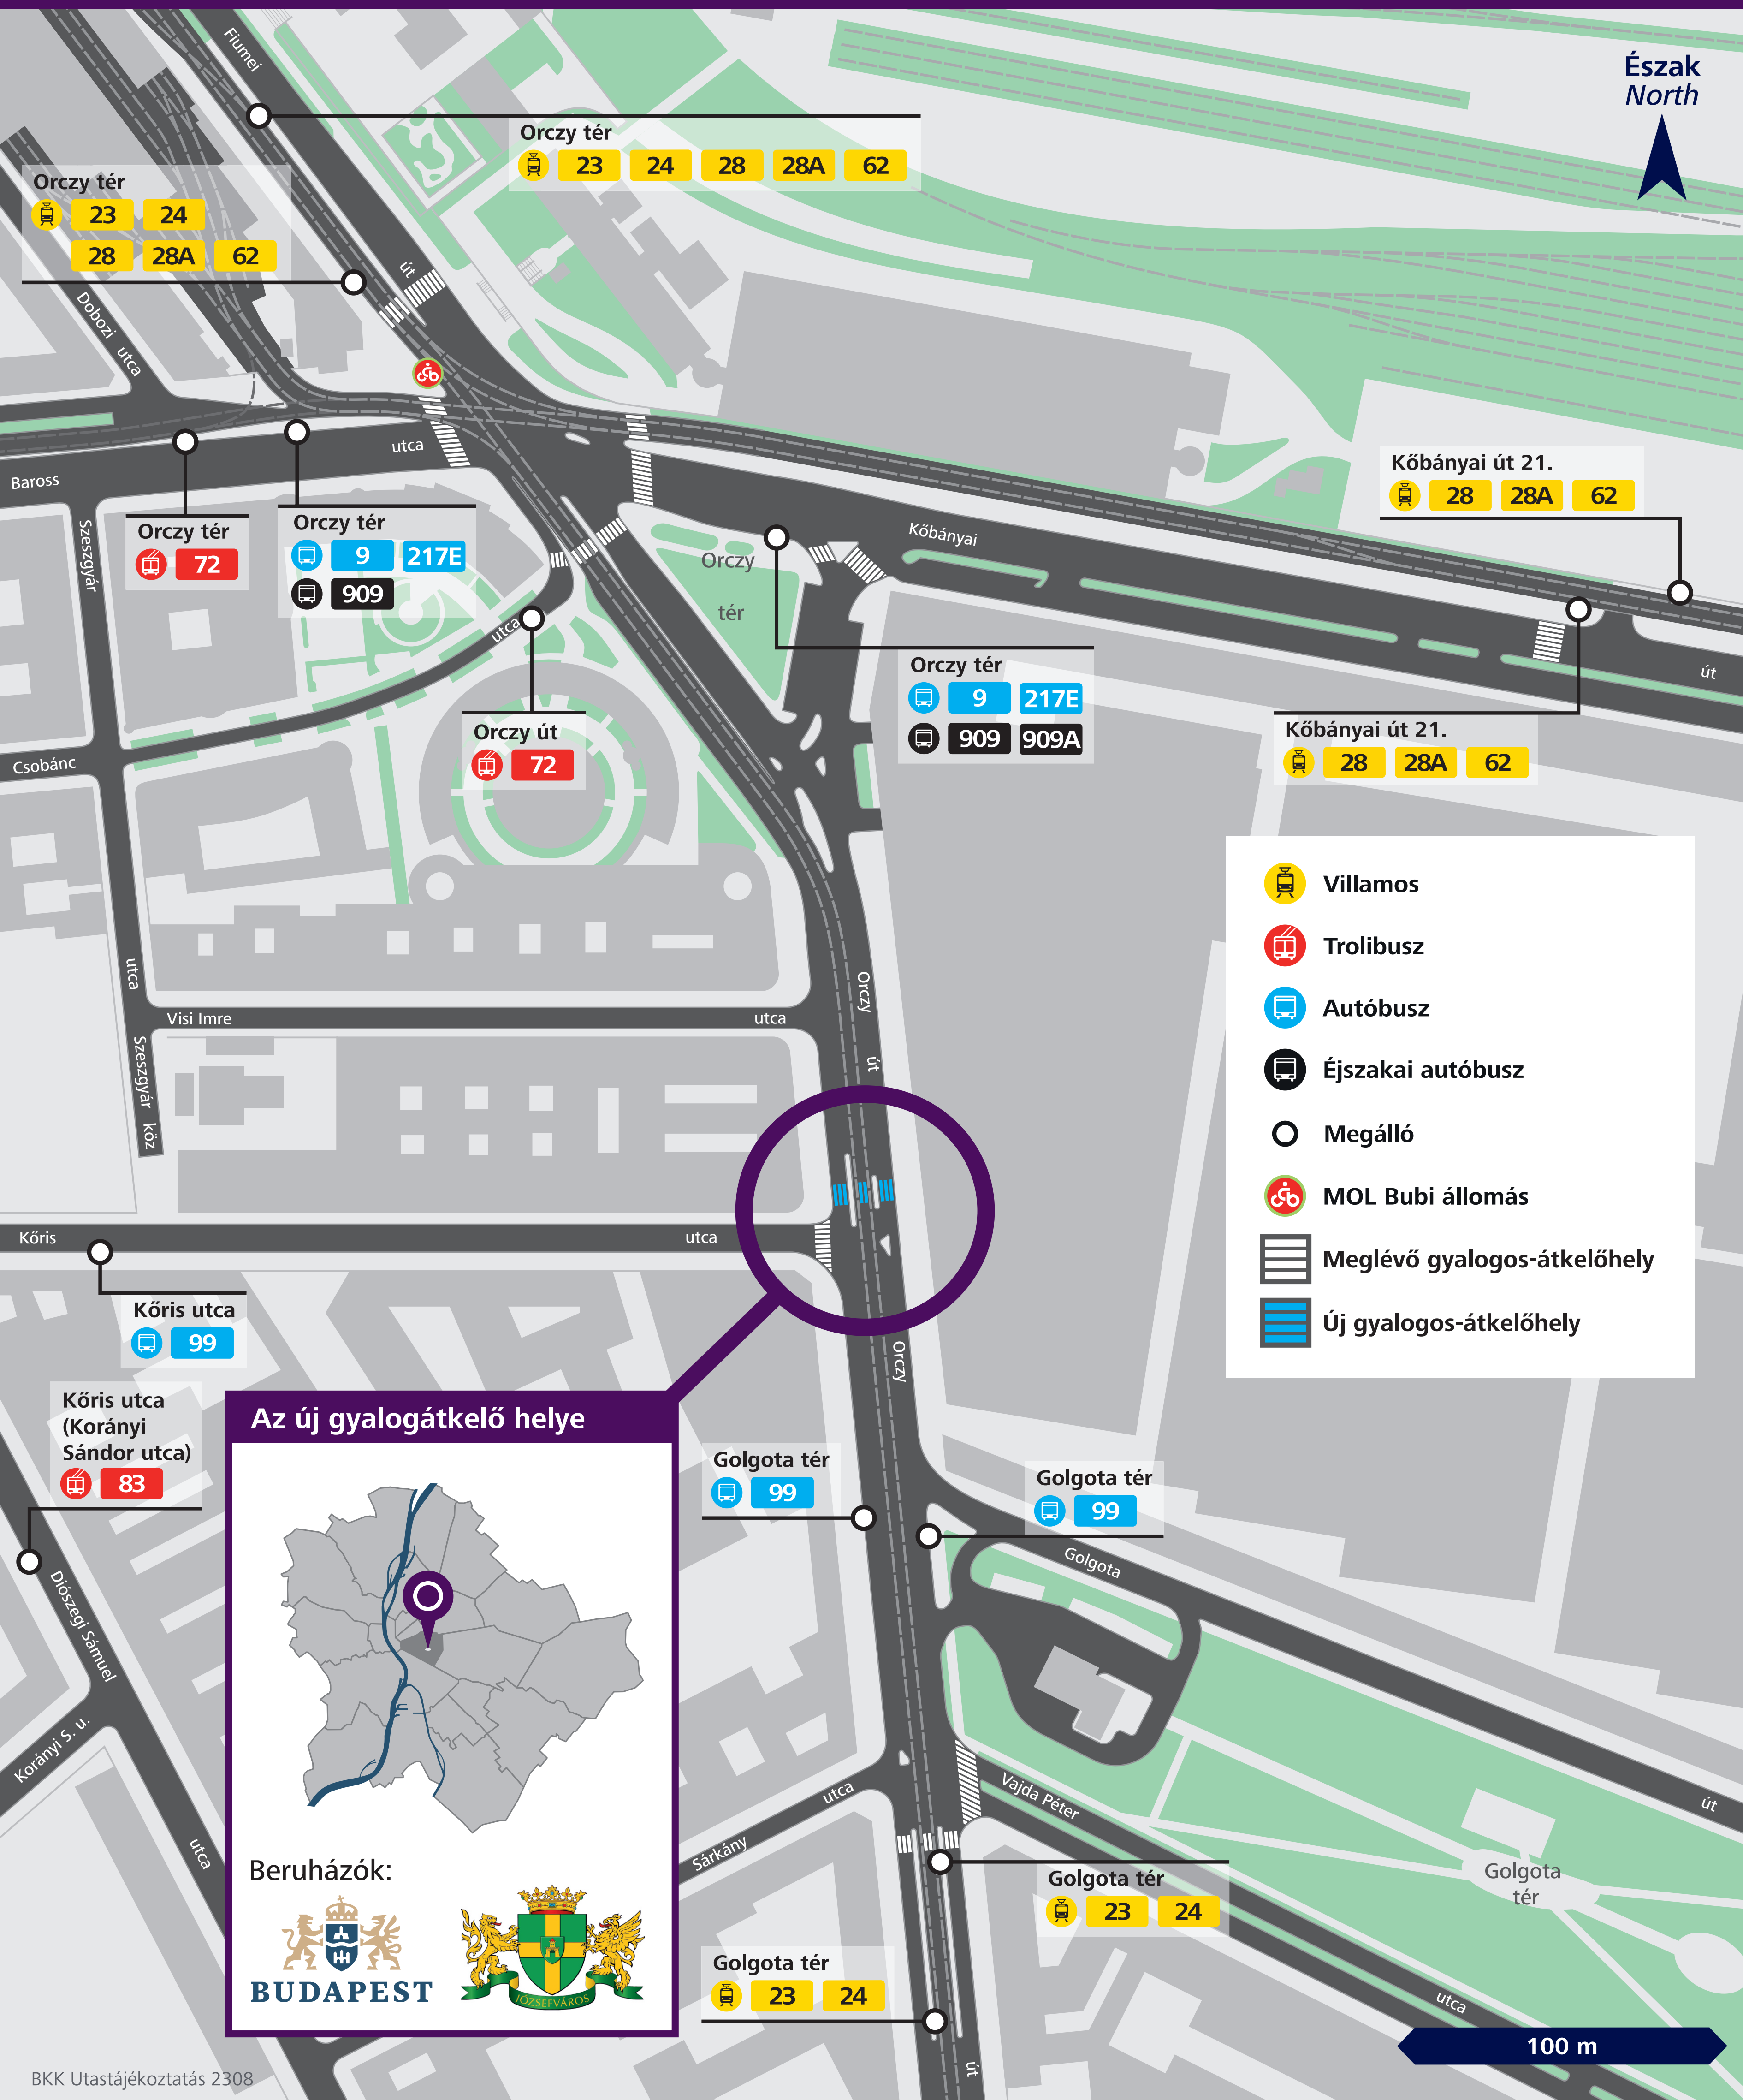 Fiumei
út
Észak
North
Orczy tér
23 24 28 28A 62
Orczy tér
23 24
28 28A 62
Dobozi utca
Baross utca
Szeszgyár utca
Orczy tér
72
Orczy tér
9 217E
909
utca
Orczy
tér
Kőbányai út
Kőbányai út 21.
28 28A 62
Orczy tér
9 217E
909 909A
Kőbányai út 21.
28 28A 62
Orczy út
72
Csobánc
Villamos
Trolibusz
Autóbusz
Éjszakai autóbusz
Megálló
MOL Bubi állomás
Meglévő gyalogos-átkelőhely
Új gyalogos-átkelőhely
Orczy út
Visi Imre utca
Szeszgyár köz
Kőris utca
Kőris utca
99
Kőris utca
(Korányi
Sándor utca)
83
Orczy
út
Az új gyalogátkelő helye
Beruházók:
BUDAPEST
JÓZSEFVÁROS
Golgota tér
99
Golgota tér
99
Golgota út
Diószegi Sámuel utca
Korányi S. u.
Sárkány utca
Vajda Péter utca
Golgota
tér
Golgota tér
23 24
Golgota tér
23 24
100 m
BKK Utastájékoztatás 2308